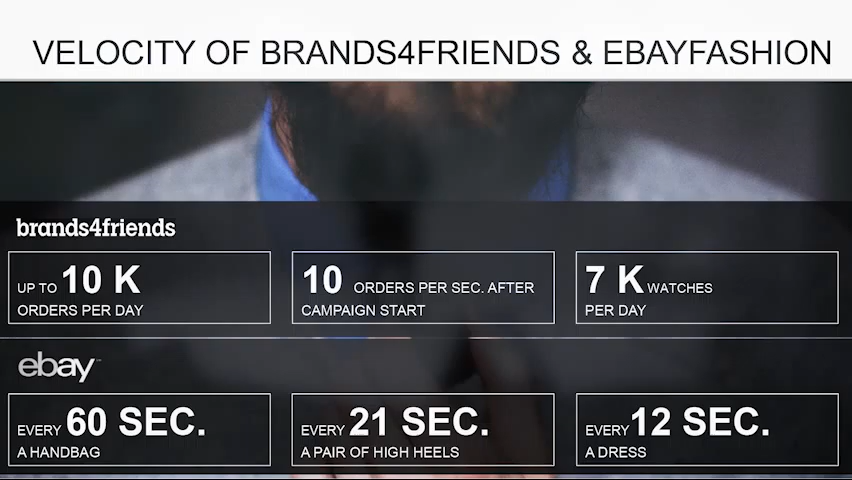 VELOCITY OF BRANDS4FRIENDS & EBAYFASHION
brands4friends
UP TO 10 K
ORDERS PER DAY
10 ORDERS PER SEC. AFTER
CAMPAIGN START
7 K WATCHES
PER DAY
ebay™
EVERY 60 SEC.
A HANDBAG
EVERY 21 SEC.
A PAIR OF HIGH HEELS
EVERY 12 SEC.
A DRESS